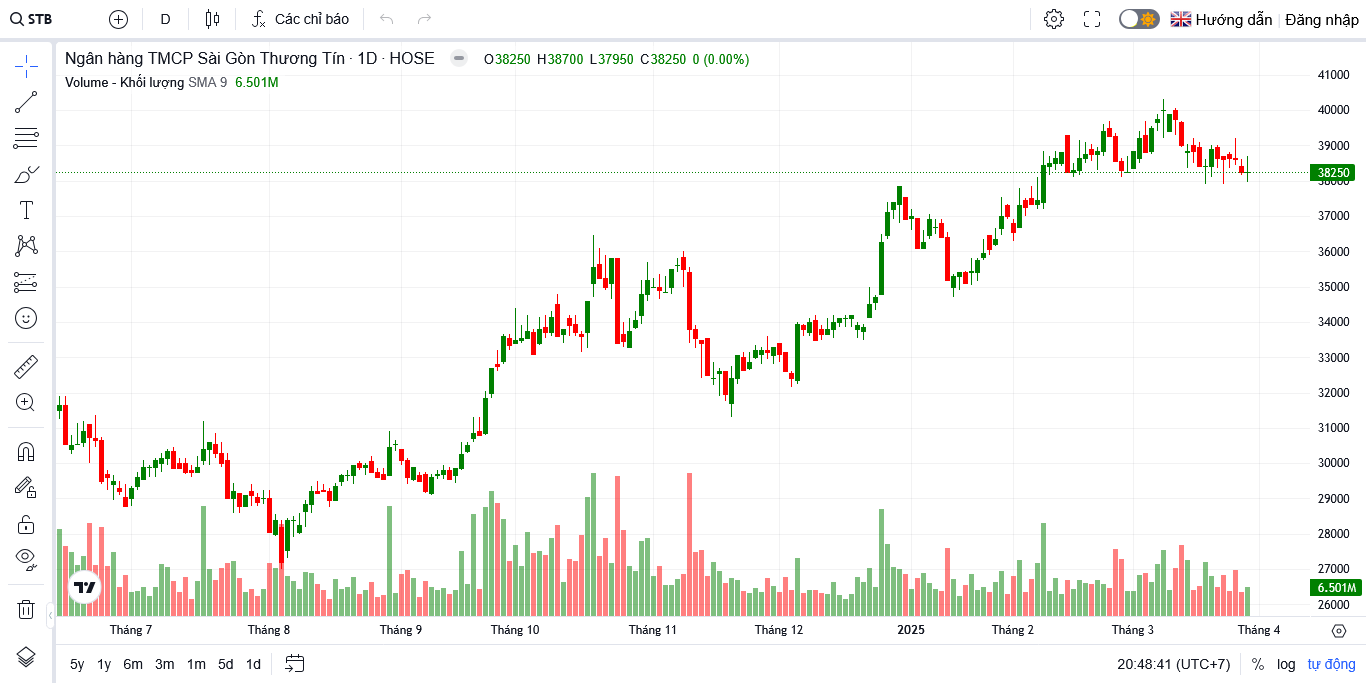 STB D Các chỉ báo Hướng dẫn Đăng nhập
Ngân hàng TMCP Sài Gòn Thương Tín · 1D · HOSE O38250 H38700 L37950 C38250 0 (0.00%)
Volume - Khối lượng SMA 9 6.501M
41000
40000
39000
38250
38000
37000
36000
35000
34000
33000
32000
31000
30000
29000
28000
27000
6.501M
26000
Tháng 7 Tháng 8 Tháng 9 Tháng 10 Tháng 11 Tháng 12 2025 Tháng 2 Tháng 3 Tháng 4
5y 1y 6m 3m 1m 5d 1d 20:48:41 (UTC+7) % log tự động